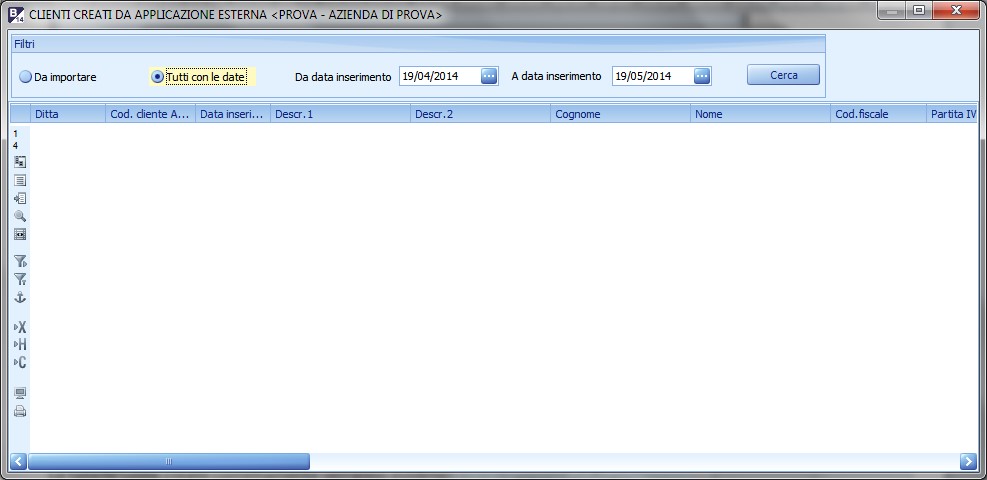 B 14 CLIENTI CREATI DA APPLICAZIONE ESTERNA <PROVA - AZIENDA DI PROVA>
Filtri
Da importare Tutti con le date Da data inserimento 19/04/2014 ... A data inserimento 19/05/2014 ... Cerca
Ditta Cod. cliente A... Data inseri... Descr.1 Descr.2 Cognome Nome Cod.fiscale Partita IV
1
4
X
H
C